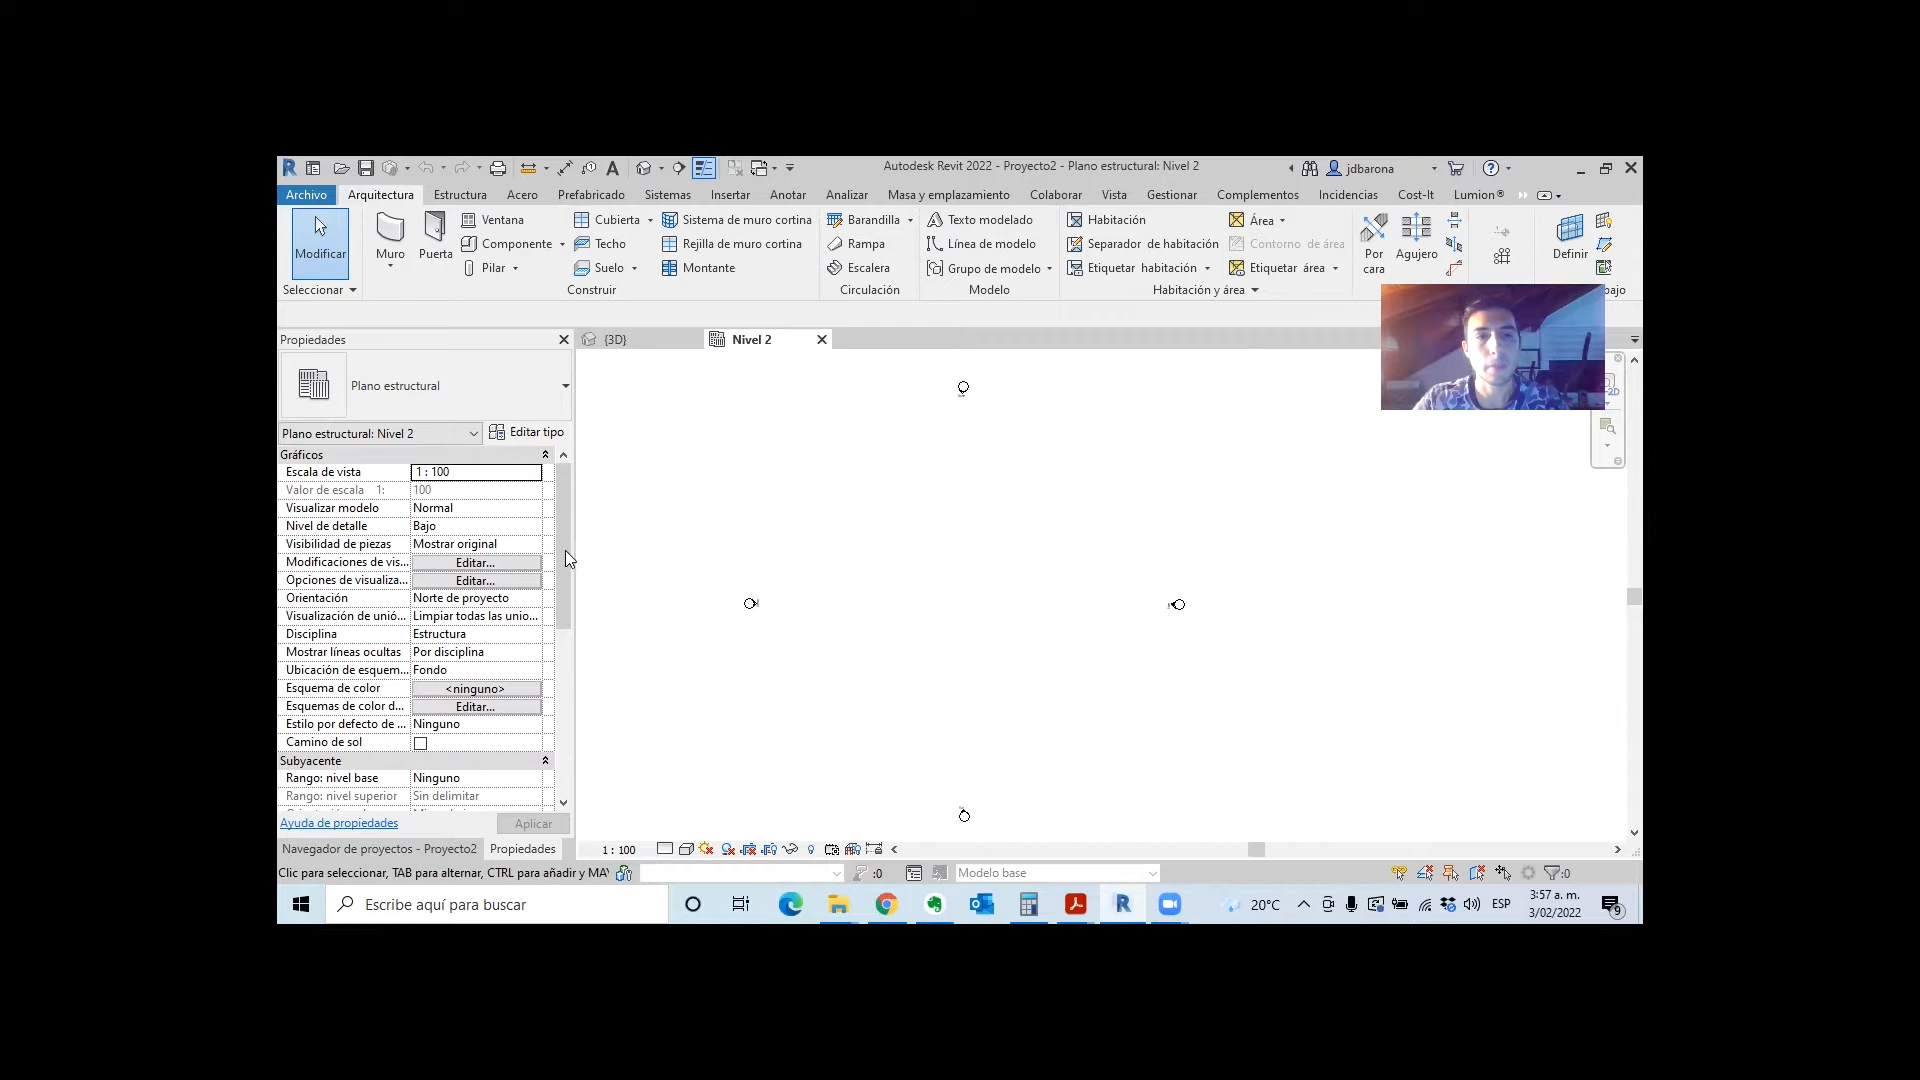 Autodesk Revit 2022 - Proyecto2 - Plano estructural: Nivel 2
jdbarona
Archivo Arquitectura Estructura Acero Prefabricado Sistemas Insertar Anotar Analizar Masa y emplazamiento Colaborar Vista Gestionar Complementos Incidencias Cost-It Lumion®
Ventana Cubierta Sistema de muro cortina Barandilla Texto modelado Habitación Área
Modificar Muro Puerta Componente Techo Rejilla de muro cortina Rampa Línea de modelo Separador de habitación Contorno de área Por cara Agujero Definir
Pilar Suelo Montante Escalera Grupo de modelo Etiquetar habitación Etiquetar área
Seleccionar Construir Circulación Modelo Habitación y área bajo
Propiedades {3D} Nivel 2
Plano estructural
Plano estructural: Nivel 2 Editar tipo
Gráficos
Escala de vista 1 : 100
Valor de escala 1: 100
Visualizar modelo Normal
Nivel de detalle Bajo
Visibilidad de piezas Mostrar original
Modificaciones de vis... Editar...
Opciones de visualiza... Editar...
Orientación Norte de proyecto
Visualización de unió... Limpiar todas las unio...
Disciplina Estructura
Mostrar líneas ocultas Por disciplina
Ubicación de esquem... Fondo
Esquema de color <ninguno>
Esquemas de color d... Editar...
Estilo por defecto de ... Ninguno
Camino de sol
Subyacente
Rango: nivel base Ninguno
Rango: nivel superior Sin delimitar
Ayuda de propiedades Aplicar
Navegador de proyectos - Proyecto2 Propiedades 1 : 100
Clic para seleccionar, TAB para alternar, CTRL para añadir y MAY :0 Modelo base :0
Escribe aquí para buscar 20°C ESP 3:57 a. m.
3/02/2022
9